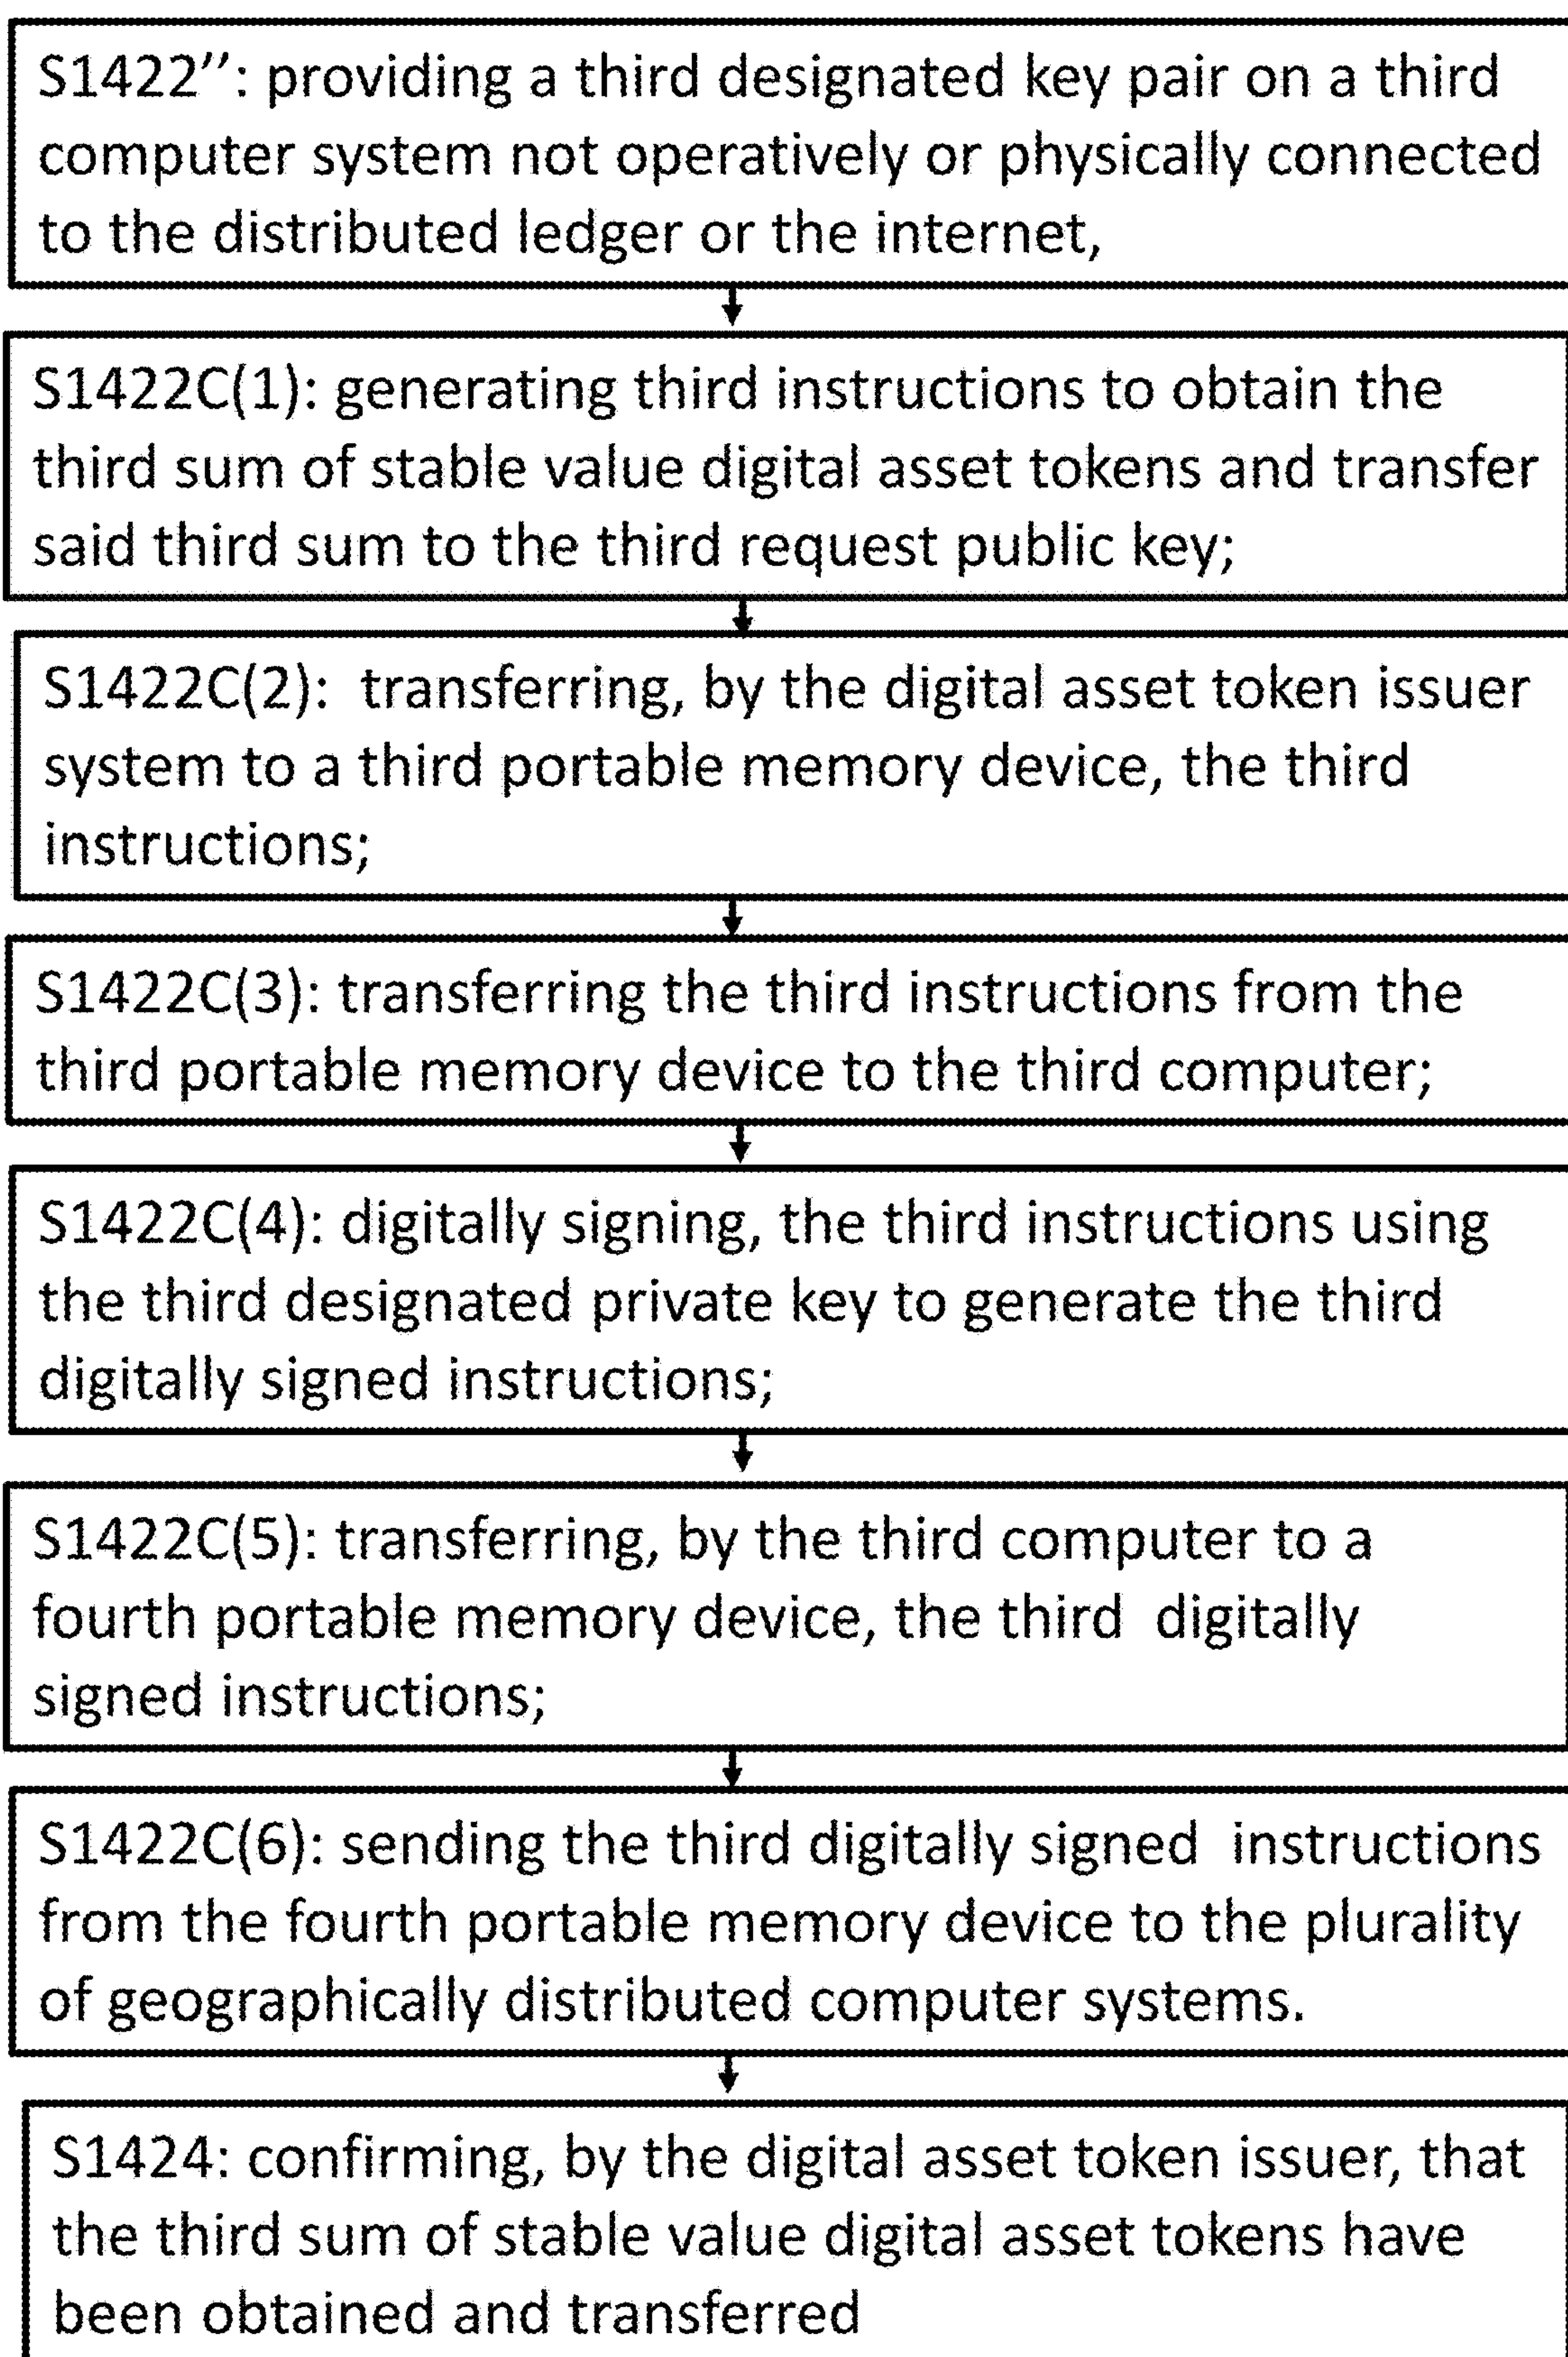 S1422’’: providing a third designated key pair on a third
computer system not operatively or physically connected
to the distributed ledger or the internet,
S1422C(1): generating third instructions to obtain the
third sum of stable value digital asset tokens and transfer
said third sum to the third request public key;
S1422C(2):  transferring, by the digital asset token issuer
system to a third portable memory device, the third
instructions;
S1422C(3): transferring the third instructions from the
third portable memory device to the third computer;
S1422C(4): digitally signing, the third instructions using
the third designated private key to generate the third
digitally signed instructions;
S1422C(5): transferring, by the third computer to a
fourth portable memory device, the third  digitally
signed instructions;
S1422C(6): sending the third digitally signed  instructions
from the fourth portable memory device to the plurality
of geographically distributed computer systems.
S1424: confirming, by the digital asset token issuer, that
the third sum of stable value digital asset tokens have
been obtained and transferred